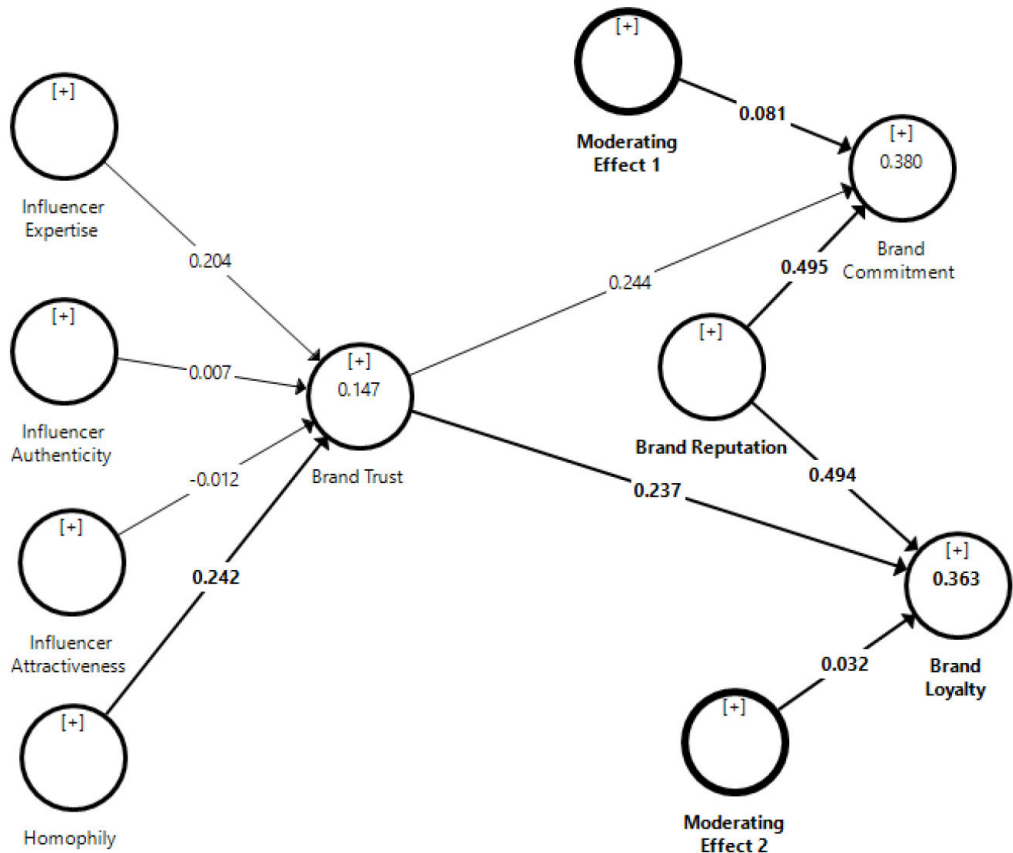 [+]
Influencer
Expertise
[+]
Influencer
Authenticity
[+]
Influencer
Attractiveness
[+]
Homophily
0.204
0.007
-0.012
0.242
[+]
0.147
Brand Trust
0.244
0.237
[+]
Moderating
Effect 1
0.081
[+]
0.380
Brand
Commitment
0.495
[+]
Brand Reputation
0.494
[+]
0.363
Brand
Loyalty
0.032
[+]
Moderating
Effect 2